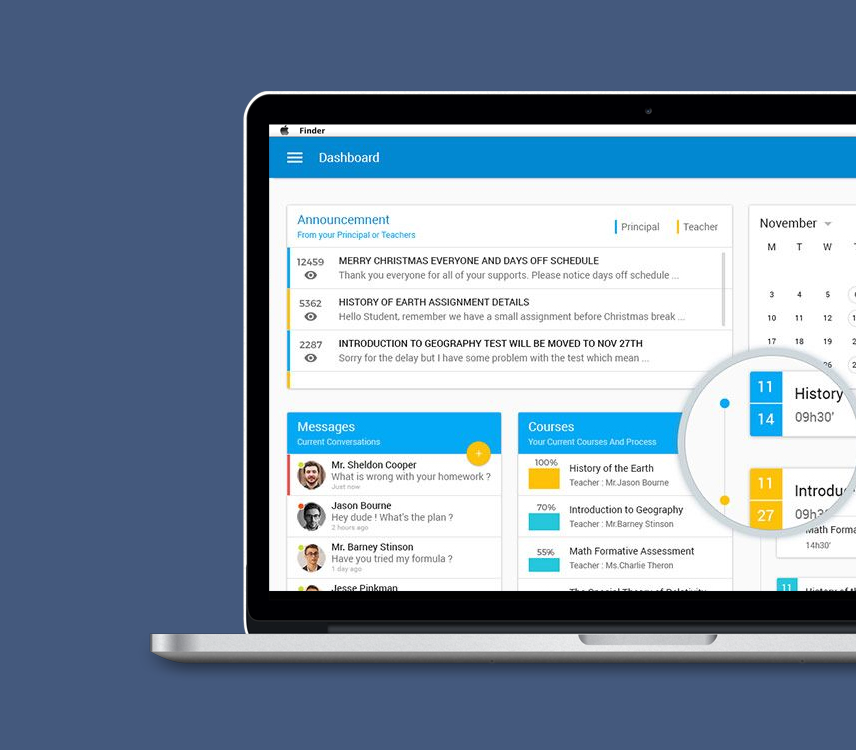 Finder
Dashboard
Announcemnent
From your Principal or Teachers
Principal
Teacher
12459
MERRY CHRISTMAS EVERYONE AND DAYS OFF SCHEDULE
Thank you everyone for all of your supports. Please notice days off schedule ...
5362
HISTORY OF EARTH ASSIGNMENT DETAILS
Hello Student, remember we have a small assignment before Christmas break ...
2287
INTRODUCTION TO GEOGRAPHY TEST WILL BE MOVED TO NOV 27TH
Sorry for the delay but I have some problem with the test which mean ...
November
M T W
3 4 5
10 11 12
17 18 19
26
11
14
History
09h30'
11
27
Introdu
09h3
Math Forma
14h30'
11
Messages
Current Conversations
+
Mr. Sheldon Cooper
What is wrong with your homework ?
Just now
Jason Bourne
Hey dude ! What's the plan ?
2 hours ago
Mr. Barney Stinson
Have you tried my formula ?
1 day ago
Jesse Pinkman
Courses
Your Current Courses And Process
100%
History of the Earth
Teacher : Mr.Jason Bourne
70%
Introduction to Geography
Teacher : Mr.Barney Stinson
55%
Math Formative Assessment
Teacher : Ms.Charlie Theron
The Special Theory of Relativity